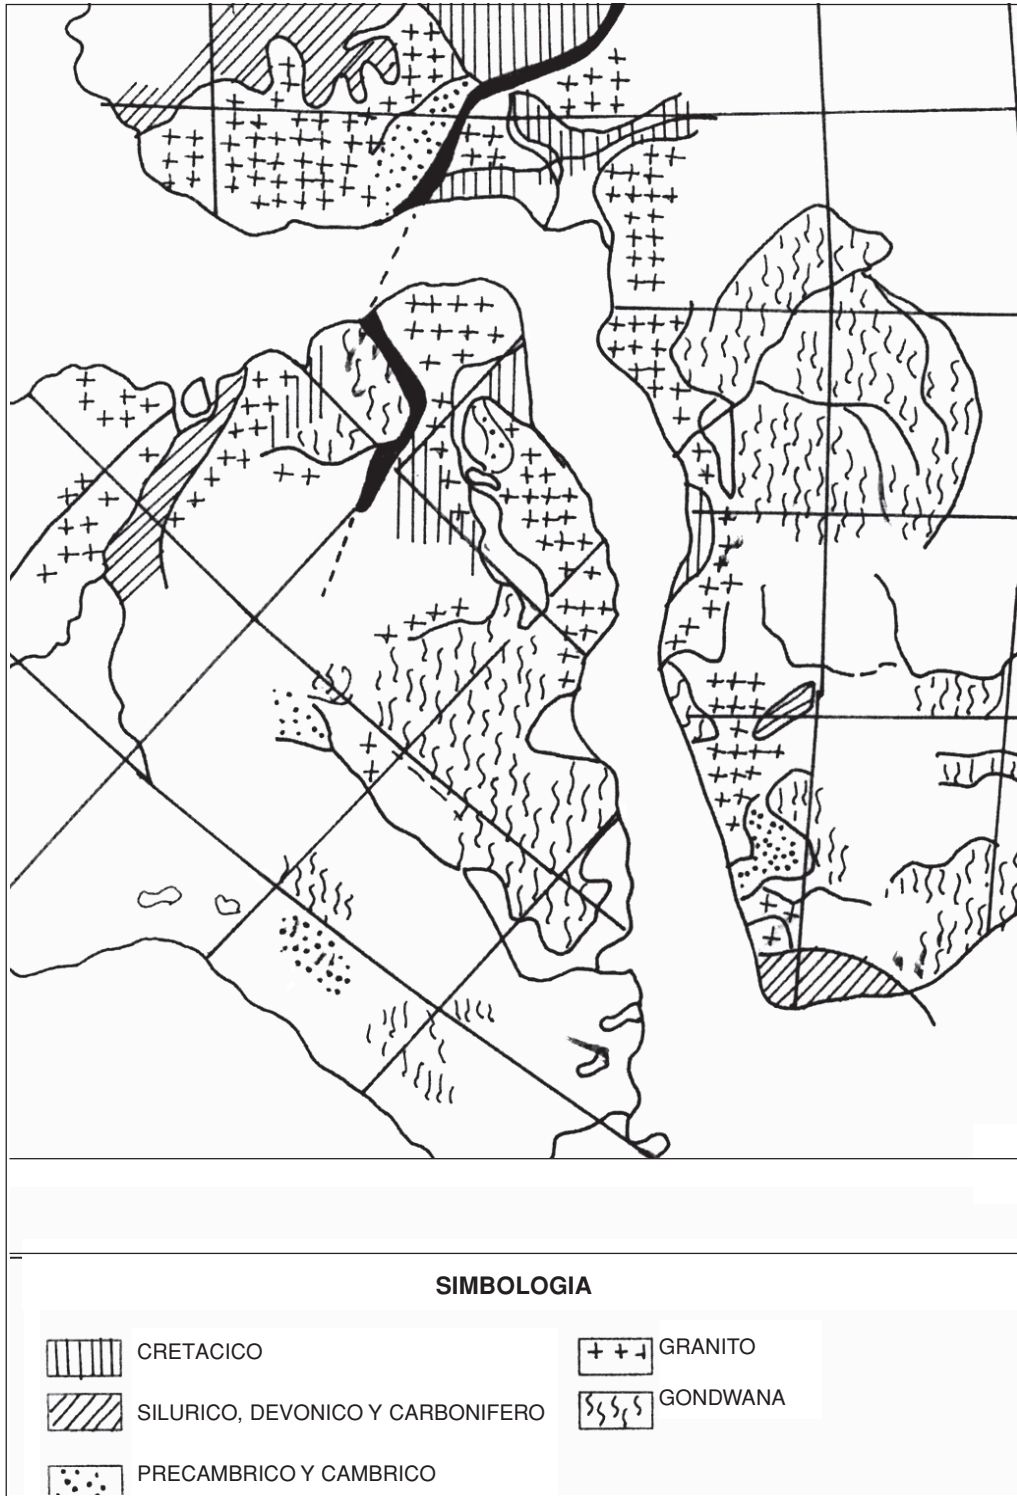 SIMBOLOGIA
CRETACICO
GRANITO
SILURICO, DEVONICO Y CARBONIFERO
GONDWANA
PRECAMBRICO Y CAMBRICO